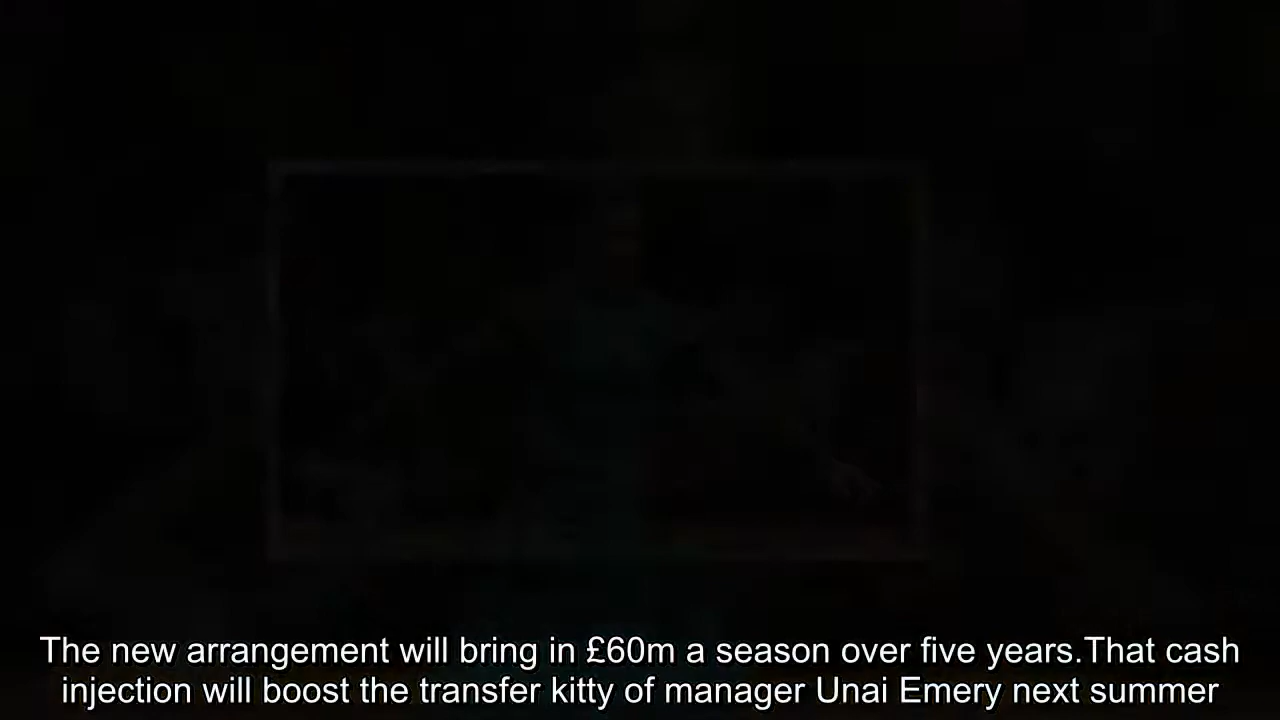 The new arrangement will bring in £60m a season over five years.That cash
injection will boost the transfer kitty of manager Unai Emery next summer